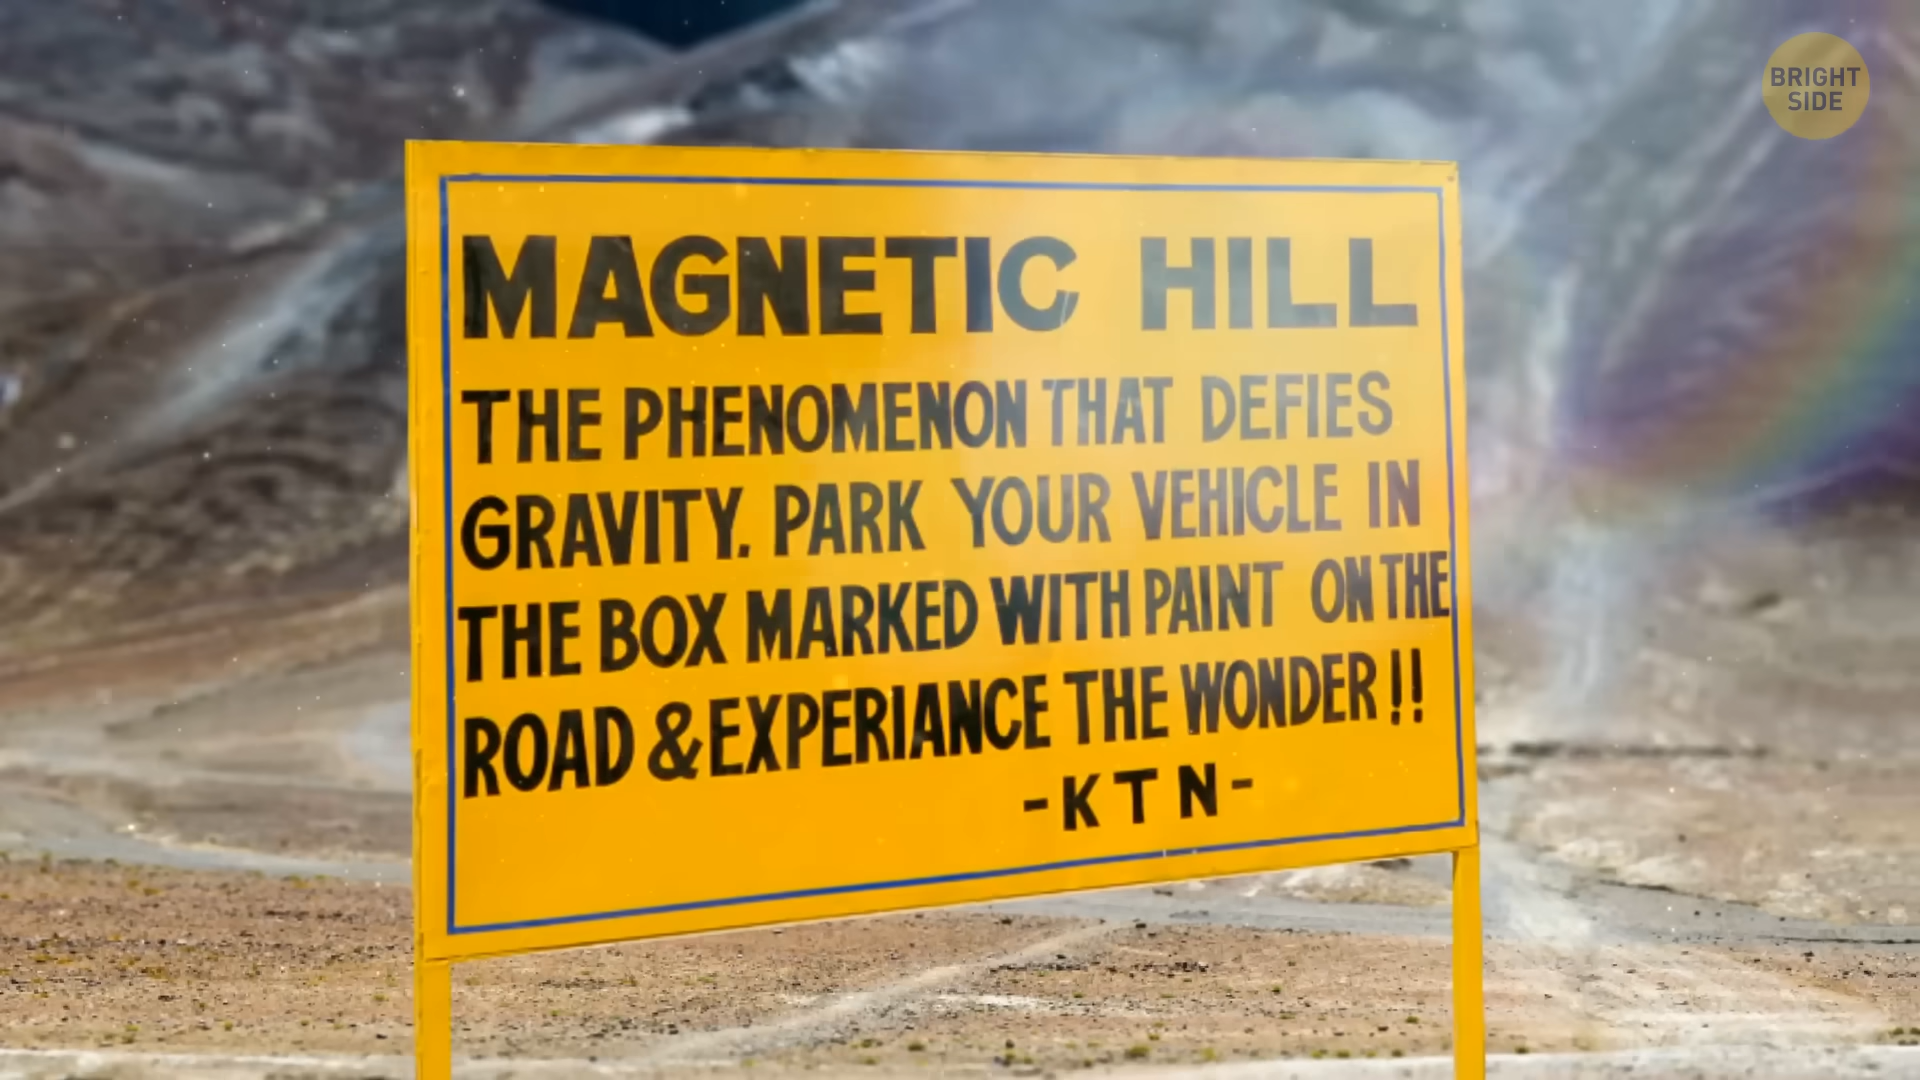 BRIGHT
SIDE
MAGNETIC HILL
THE PHENOMENON THAT DEFIES
GRAVITY. PARK YOUR VEHICLE IN
THE BOX MARKED WITH PAINT ON THE
ROAD & EXPERIANCE THE WONDER !!
- K T N -